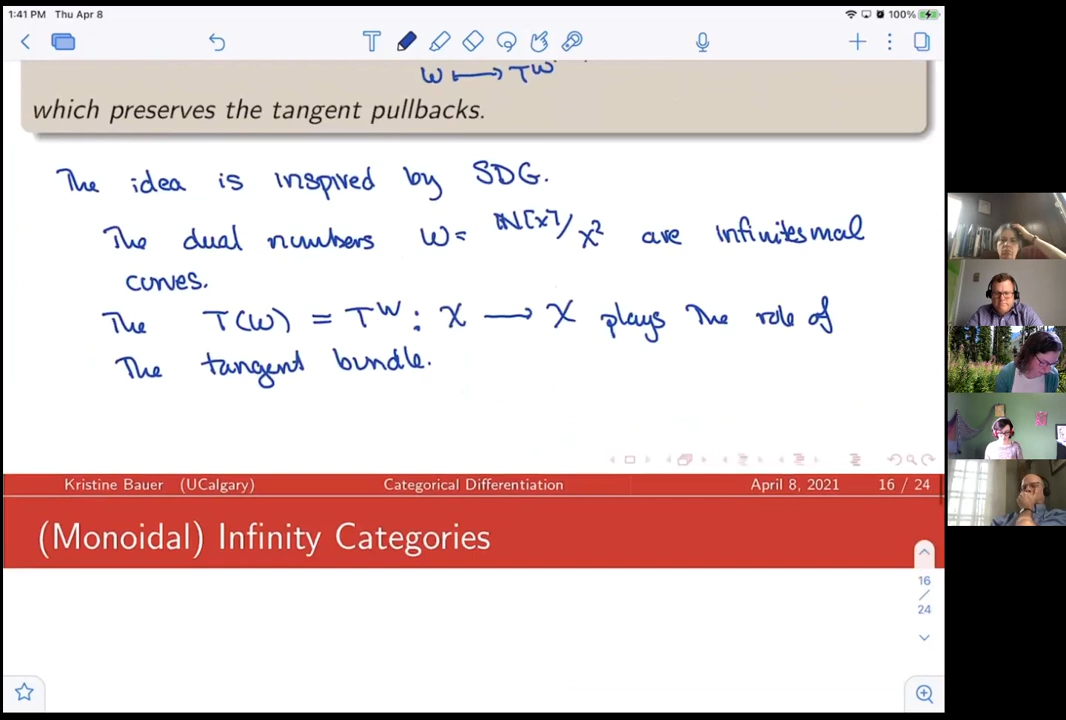 1:41 PM Thu Apr 8
100%
W ⟼ T^W
which preserves the tangent pullbacks.
The idea is inspired by SDG.
The dual numbers W = ℕ[x]/x² are infinitesmal
curves.
The T(W) = T^W : X ⟶ X plays the role of
the tangent bundle.
Kristine Bauer (UCalgary) Categorical Differentiation April 8, 2021 16 / 24
(Monoidal) Infinity Categories
16
/
24